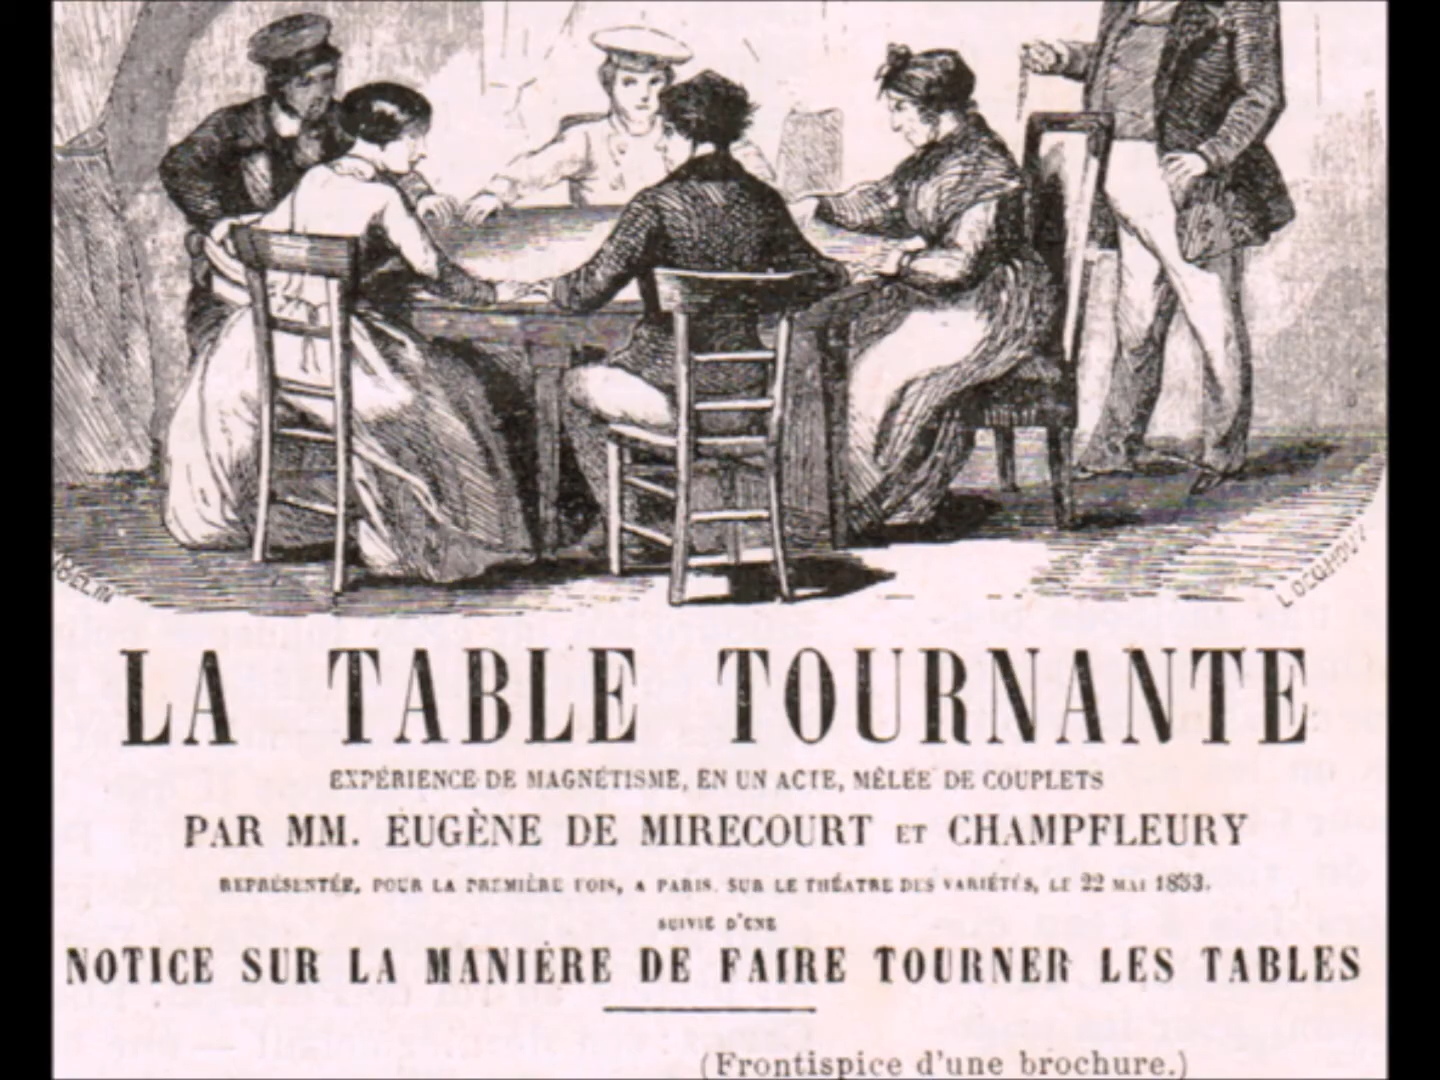 LA TABLE TOURNANTE
EXPÉRIENCE DE MAGNÉTISME, EN UN ACTE, MÊLÉE DE COUPLETS
PAR MM. EUGÈNE DE MIRECOURT ET CHAMPFLEURY
REPRÉSENTÉE, POUR LA PREMIÈRE FOIS, A PARIS. SUR LE THÉATRE DES VARIÉTÉS, LE 22 MAI 1853.
SUIVIE D'UNE
NOTICE SUR LA MANIÈRE DE FAIRE TOURNER LES TABLES
(Frontispice d'une brochure.)